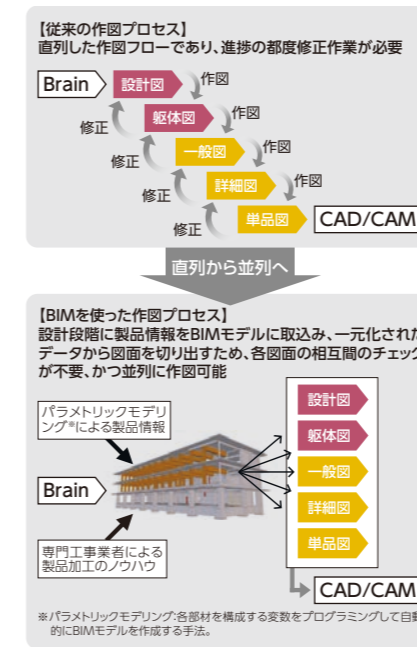 【従来の作図プロセス】
直列した作図フローであり、進捗の都度修正作業が必要
Brain
設計図
作図
修正
躯体図
作図
修正
一般図
作図
修正
詳細図
作図
修正
単品図
CAD/CAM
直列から並列へ
【BIMを使った作図プロセス】
設計段階に製品情報をBIMモデルに取込み、一元化された
データから図面を切り出すため、各図面の相互間のチェック
が不要、かつ並列に作図可能
パラメトリックモデリ
ング※による製品情報
Brain
専門工事業者による
製品加工のノウハウ
設計図
躯体図
一般図
詳細図
単品図
CAD/CAM
※パラメトリックモデリング:各部材を構成する変数をプログラミングして自動
的にBIMモデルを作成する手法。